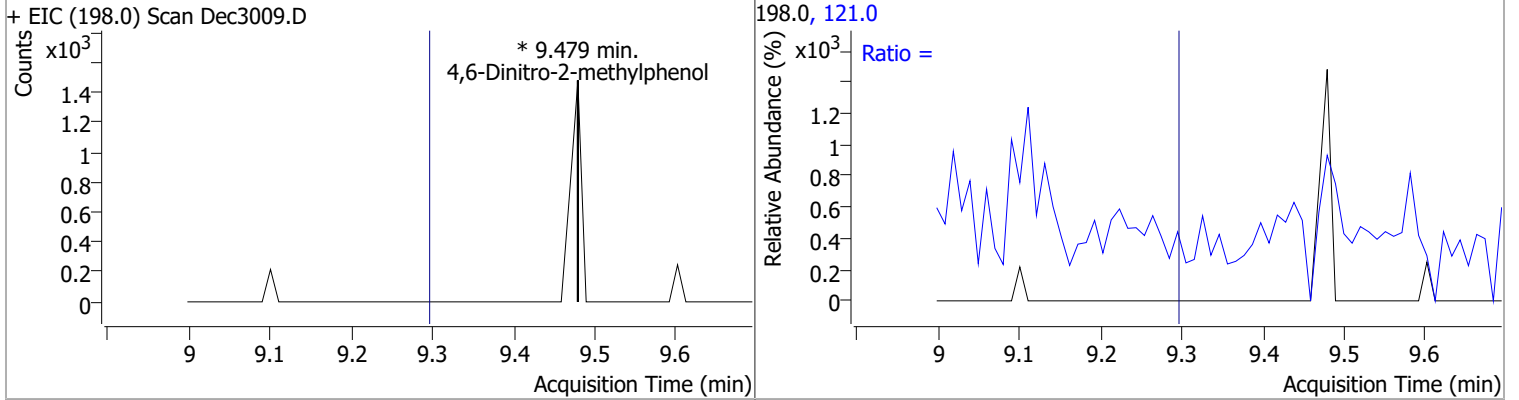 + EIC (198.0) Scan Dec3009.D
Counts
x103
* 9.479 min.
4,6-Dinitro-2-methylphenol
1.4
1.2
1
0.8
0.6
0.4
0.2
0
9 9.1 9.2 9.3 9.4 9.5 9.6
Acquisition Time (min)
198.0, 121.0
Relative Abundance (%)
x103
Ratio =
1.2
1
0.8
0.6
0.4
0.2
0
9 9.1 9.2 9.3 9.4 9.5 9.6
Acquisition Time (min)